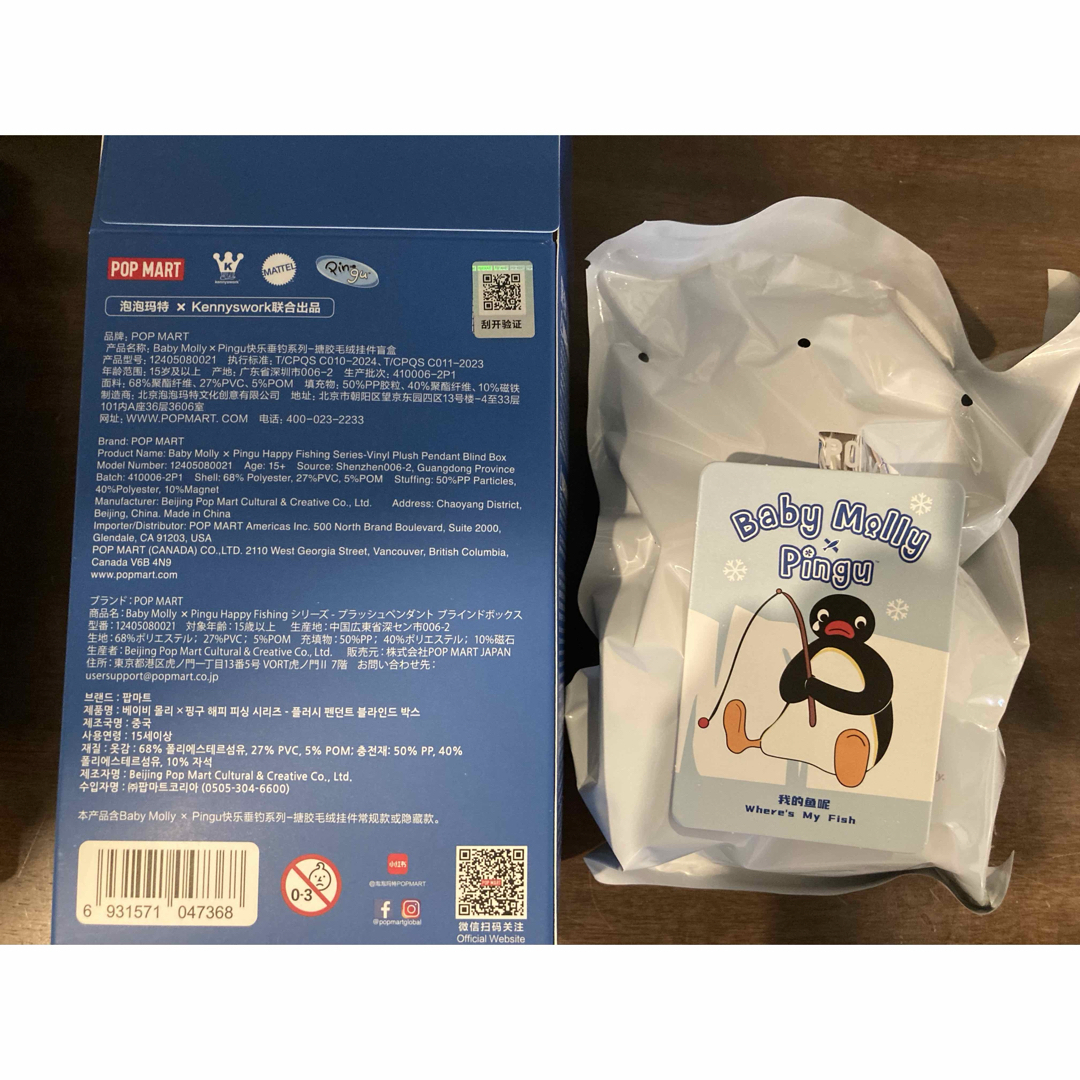 POP MART
K
kennyswork
MATTEL
Pingu
刮开验证
泡泡玛特 × Kennyswork联合出品
品牌: POP MART
产品名称: Baby Molly×Pingu快乐垂钓系列-搪胶毛绒挂件盲盒
产品型号: 12405080021 执行标准: T/CPQS C010-2024、T/CPQS C011-2023
年龄范围: 15岁及以上 产地: 广东省深圳市006-2 生产批次: 410006-2P1
面料: 68%聚酯纤维、27%PVC、5%POM 填充物: 50%PP胶粒、40%聚酯纤维、10%磁铁
制造商: 北京泡泡玛特文化创意有限公司 地址: 北京市朝阳区望京东园四区13号楼-4至33层
101内A座36层3606室
网址: WWW.POPMART. COM 电话: 400-023-2233
Brand: POP MART
Product Name: Baby Molly × Pingu Happy Fishing Series-Vinyl Plush Pendant Blind Box
Model Number: 12405080021 Age: 15+ Source: Shenzhen006-2, Guangdong Province
Batch: 410006-2P1 Shell: 68% Polyester, 27%PVC, 5%POM Stuffing: 50%PP Particles,
40%Polyester, 10%Magnet
Manufacturer: Beijing Pop Mart Cultural & Creative Co., Ltd. Address: Chaoyang District,
Beijing, China. Made in China
Importer/Distributor: POP MART Americas Inc. 500 North Brand Boulevard, Suite 2000,
Glendale, CA 91203, USA
POP MART (CANADA) CO.,LTD. 2110 West Georgia Street, Vancouver, British Columbia,
Canada V6B 4N9
www.popmart.com
ブランド: POP MART
商品名: Baby Molly × Pingu Happy Fishing シリーズ - プラッシュペンダント ブラインドボックス
型番: 12405080021 対象年齢: 15歳以上 生産地: 中国広東省深セン市006-2
生地: 68%ポリエステル; 27%PVC; 5%POM 充填物: 50%PP; 40%ポリエステル; 10%磁石
生産者: Beijing Pop Mart Cultural & Creative Co., Ltd. 販売元: 株式会社POP MART JAPAN
住所: 東京都港区虎ノ門一丁目13番5号 VORT虎ノ門II 7階 お問い合わせ先:
usersupport@popmart.co.jp
브랜드 : 팝마트
제품명 : 베이비 몰리 × 핑구 해피 피싱 시리즈 - 플러시 펜던트 블라인드 박스
제조국명 : 중국
사용연령 : 15세이상
재질 : 옷감 : 68% 폴리에스테르섬유, 27% PVC, 5% POM; 충전재: 50% PP, 40%
폴리에스테르섬유, 10% 자석
제조자명 : Beijing Pop Mart Cultural & Creative Co., Ltd.
수입자명 : ㈜팝마트코리아 (0505-304-6600)
本产品含Baby Molly × Pingu快乐垂钓系列-搪胶毛绒挂件常规款或隐藏款。
6 931571 047368
0-3
小红书
@泡泡玛特POPMART
@popmartglobal
微信扫码关注
Official Website
Baby Molly
×
Pingu™
我的鱼呢
Where's My Fish